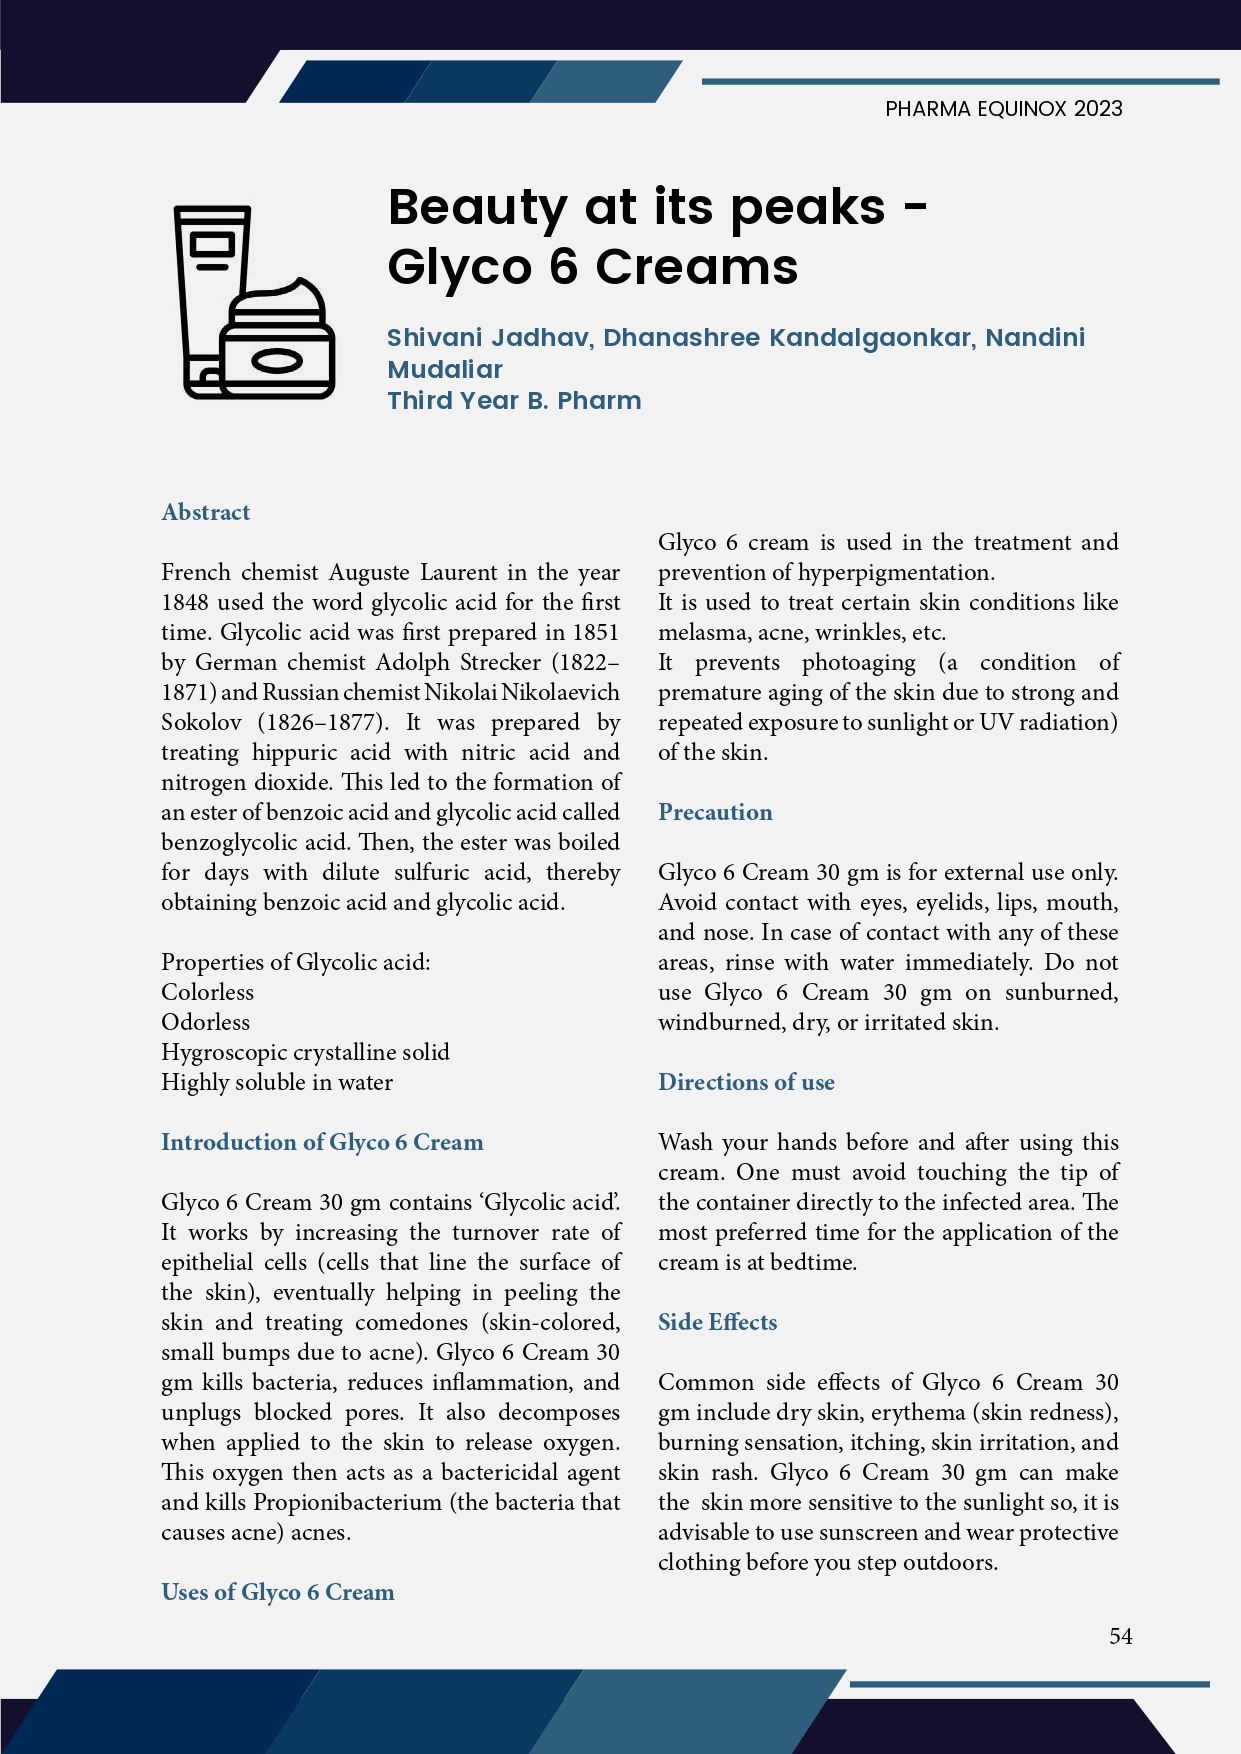 PHARMA EQUINOX 2023
Beauty at its peaks -
Glyco 6 Creams
Shivani Jadhav, Dhanashree Kandalgaonkar, Nandini
Mudaliar
Third Year B. Pharm
Abstract
French chemist Auguste Laurent in the year
1848 used the word glycolic acid for the first
time. Glycolic acid was first prepared in 1851
by German chemist Adolph Strecker (1822–
1871) and Russian chemist Nikolai Nikolaevich
Sokolov (1826–1877). It was prepared by
treating hippuric acid with nitric acid and
nitrogen dioxide. This led to the formation of
an ester of benzoic acid and glycolic acid called
benzoglycolic acid. Then, the ester was boiled
for days with dilute sulfuric acid, thereby
obtaining benzoic acid and glycolic acid.
Properties of Glycolic acid:
Colorless
Odorless
Hygroscopic crystalline solid
Highly soluble in water
Introduction of Glyco 6 Cream
Glyco 6 Cream 30 gm contains ‘Glycolic acid’.
It works by increasing the turnover rate of
epithelial cells (cells that line the surface of
the skin), eventually helping in peeling the
skin and treating comedones (skin-colored,
small bumps due to acne). Glyco 6 Cream 30
gm kills bacteria, reduces inflammation, and
unplugs blocked pores. It also decomposes
when applied to the skin to release oxygen.
This oxygen then acts as a bactericidal agent
and kills Propionibacterium (the bacteria that
causes acne) acnes.
Uses of Glyco 6 Cream
Glyco 6 cream is used in the treatment and
prevention of hyperpigmentation.
It is used to treat certain skin conditions like
melasma, acne, wrinkles, etc.
It prevents photoaging (a condition of
premature aging of the skin due to strong and
repeated exposure to sunlight or UV radiation)
of the skin.
Precaution
Glyco 6 Cream 30 gm is for external use only.
Avoid contact with eyes, eyelids, lips, mouth,
and nose. In case of contact with any of these
areas, rinse with water immediately. Do not
use Glyco 6 Cream 30 gm on sunburned,
windburned, dry, or irritated skin.
Directions of use
Wash your hands before and after using this
cream. One must avoid touching the tip of
the container directly to the infected area. The
most preferred time for the application of the
cream is at bedtime.
Side Effects
Common side effects of Glyco 6 Cream 30
gm include dry skin, erythema (skin redness),
burning sensation, itching, skin irritation, and
skin rash. Glyco 6 Cream 30 gm can make
the skin more sensitive to the sunlight so, it is
advisable to use sunscreen and wear protective
clothing before you step outdoors.
54